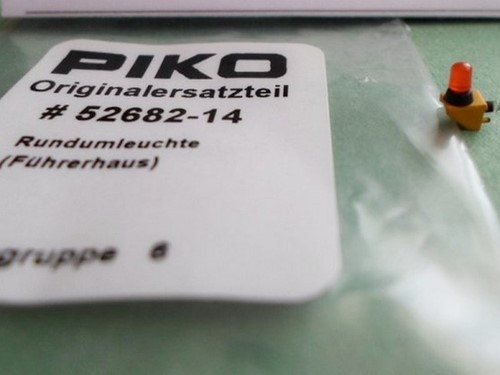 PIKO
Originalersatzteil
# 52682-14
Rundumleuchte
(Führerhaus)
gruppe 6